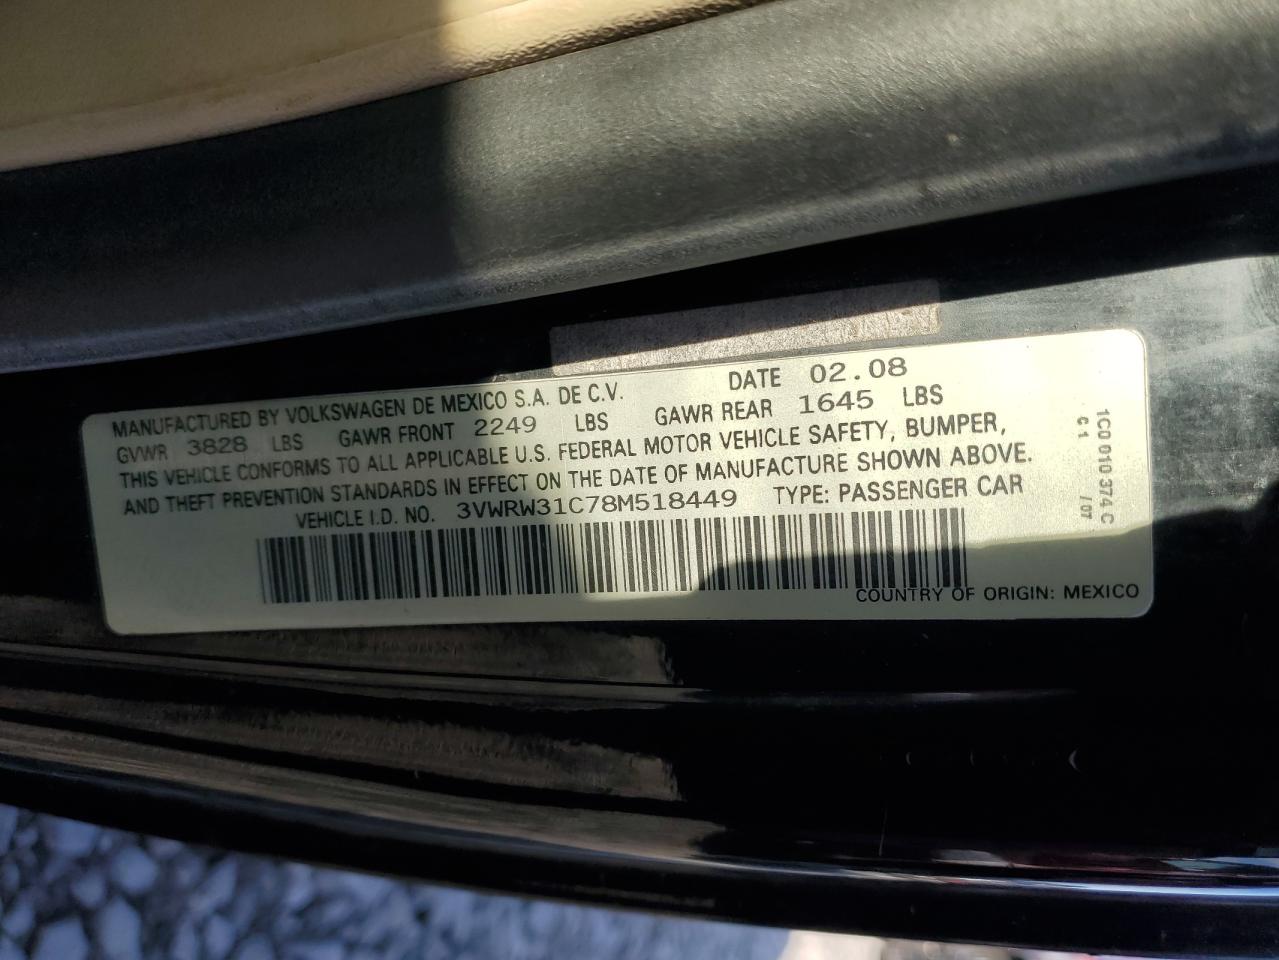 MANUFACTURED BY VOLKSWAGEN DE MEXICO S.A. DE C.V. DATE 02.08
GVWR 3828 LBS GAWR FRONT 2249 LBS GAWR REAR 1645 LBS
THIS VEHICLE CONFORMS TO ALL APPLICABLE U.S. FEDERAL MOTOR VEHICLE SAFETY, BUMPER,
AND THEFT PREVENTION STANDARDS IN EFFECT ON THE DATE OF MANUFACTURE SHOWN ABOVE.
VEHICLE I.D. NO. 3VWRW31C78M518449 TYPE: PASSENGER CAR
COUNTRY OF ORIGIN: MEXICO
1C0 010 374 C
C 1 / 07